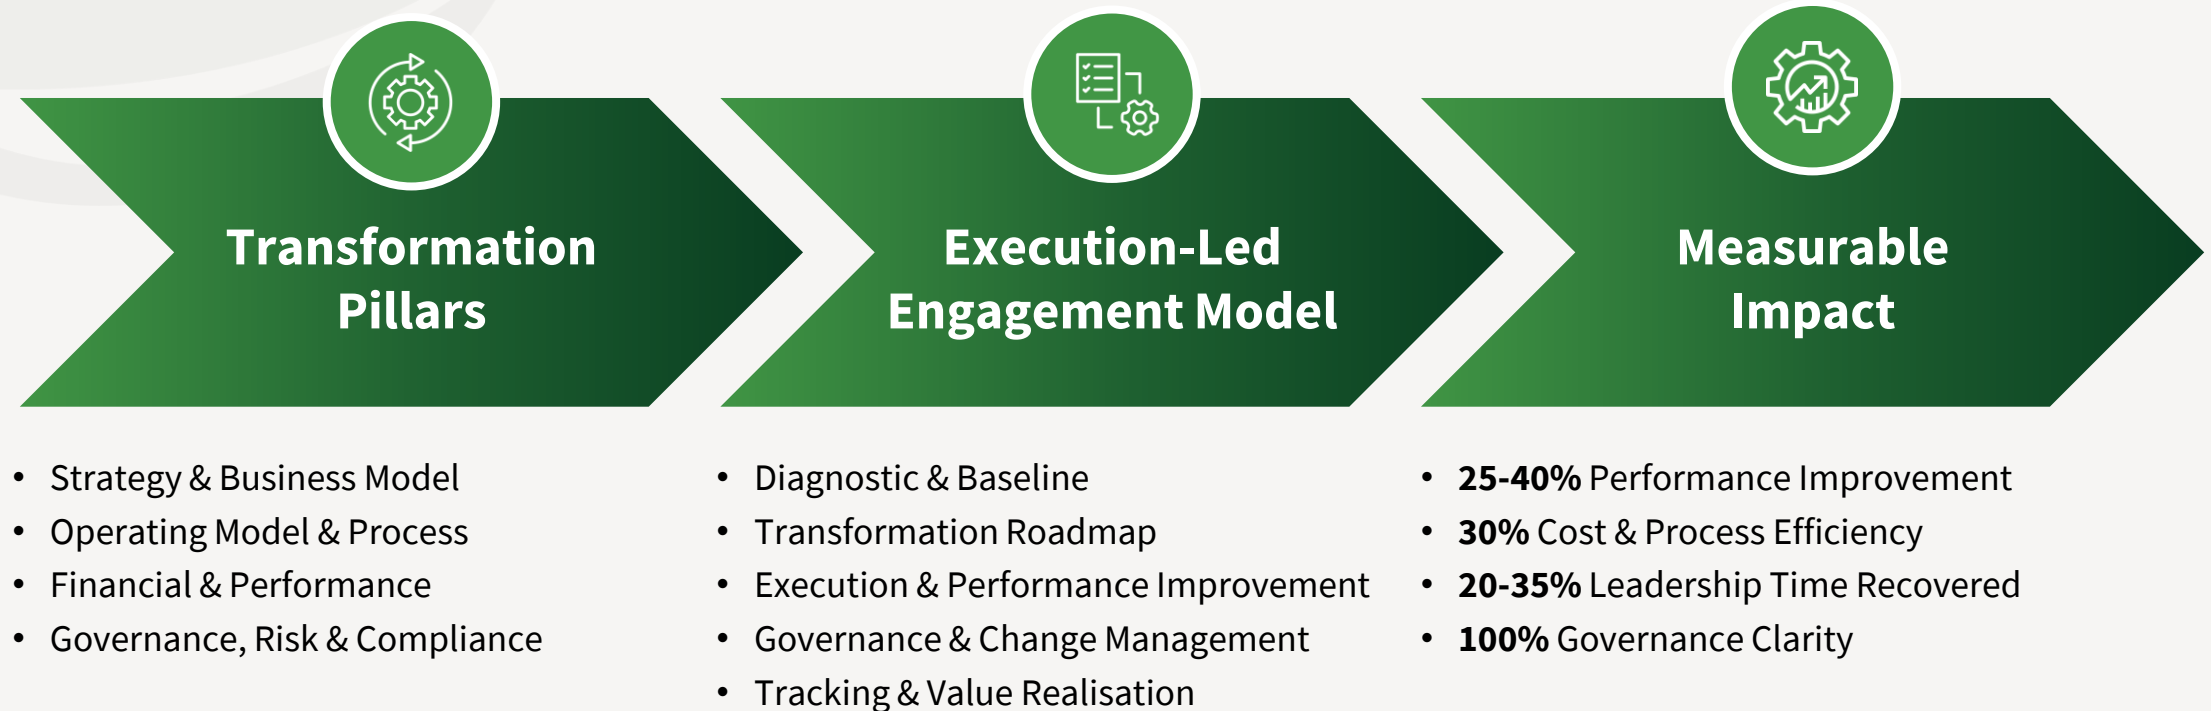 Transformation
Pillars
Execution-Led
Engagement Model
Measurable
Impact
• Strategy & Business Model
• Operating Model & Process
• Financial & Performance
• Governance, Risk & Compliance
• Diagnostic & Baseline
• Transformation Roadmap
• Execution & Performance Improvement
• Governance & Change Management
• Tracking & Value Realisation
• 25-40% Performance Improvement
• 30% Cost & Process Efficiency
• 20-35% Leadership Time Recovered
• 100% Governance Clarity